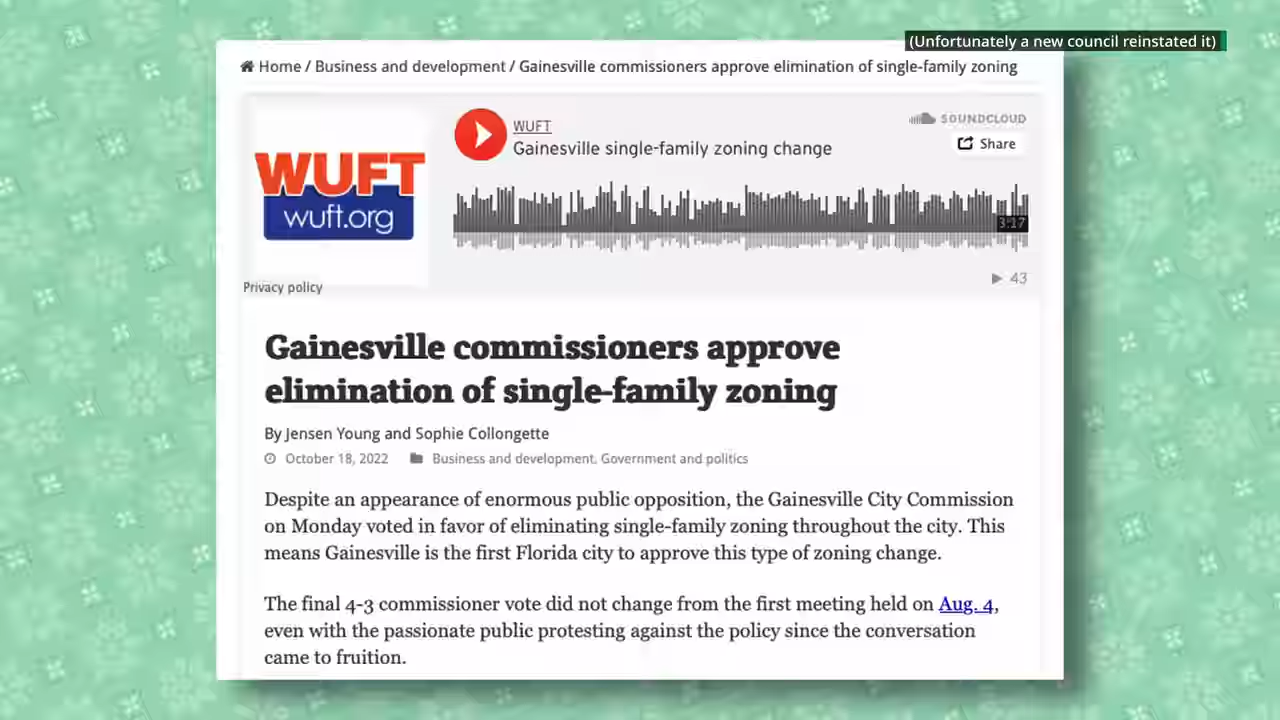 (Unfortunately a new council reinstated it)
Home / Business and development / Gainesville commissioners approve elimination of single-family zoning
WUFT
wuft.org
WUFT
Gainesville single-family zoning change
SOUNDCLOUD
Share
3:17
43
Privacy policy
Gainesville commissioners approve
elimination of single-family zoning
By Jensen Young and Sophie Collongette
October 18, 2022 Business and development, Government and politics
Despite an appearance of enormous public opposition, the Gainesville City Commission
on Monday voted in favor of eliminating single-family zoning throughout the city. This
means Gainesville is the first Florida city to approve this type of zoning change.
The final 4-3 commissioner vote did not change from the first meeting held on Aug. 4,
even with the passionate public protesting against the policy since the conversation
came to fruition.